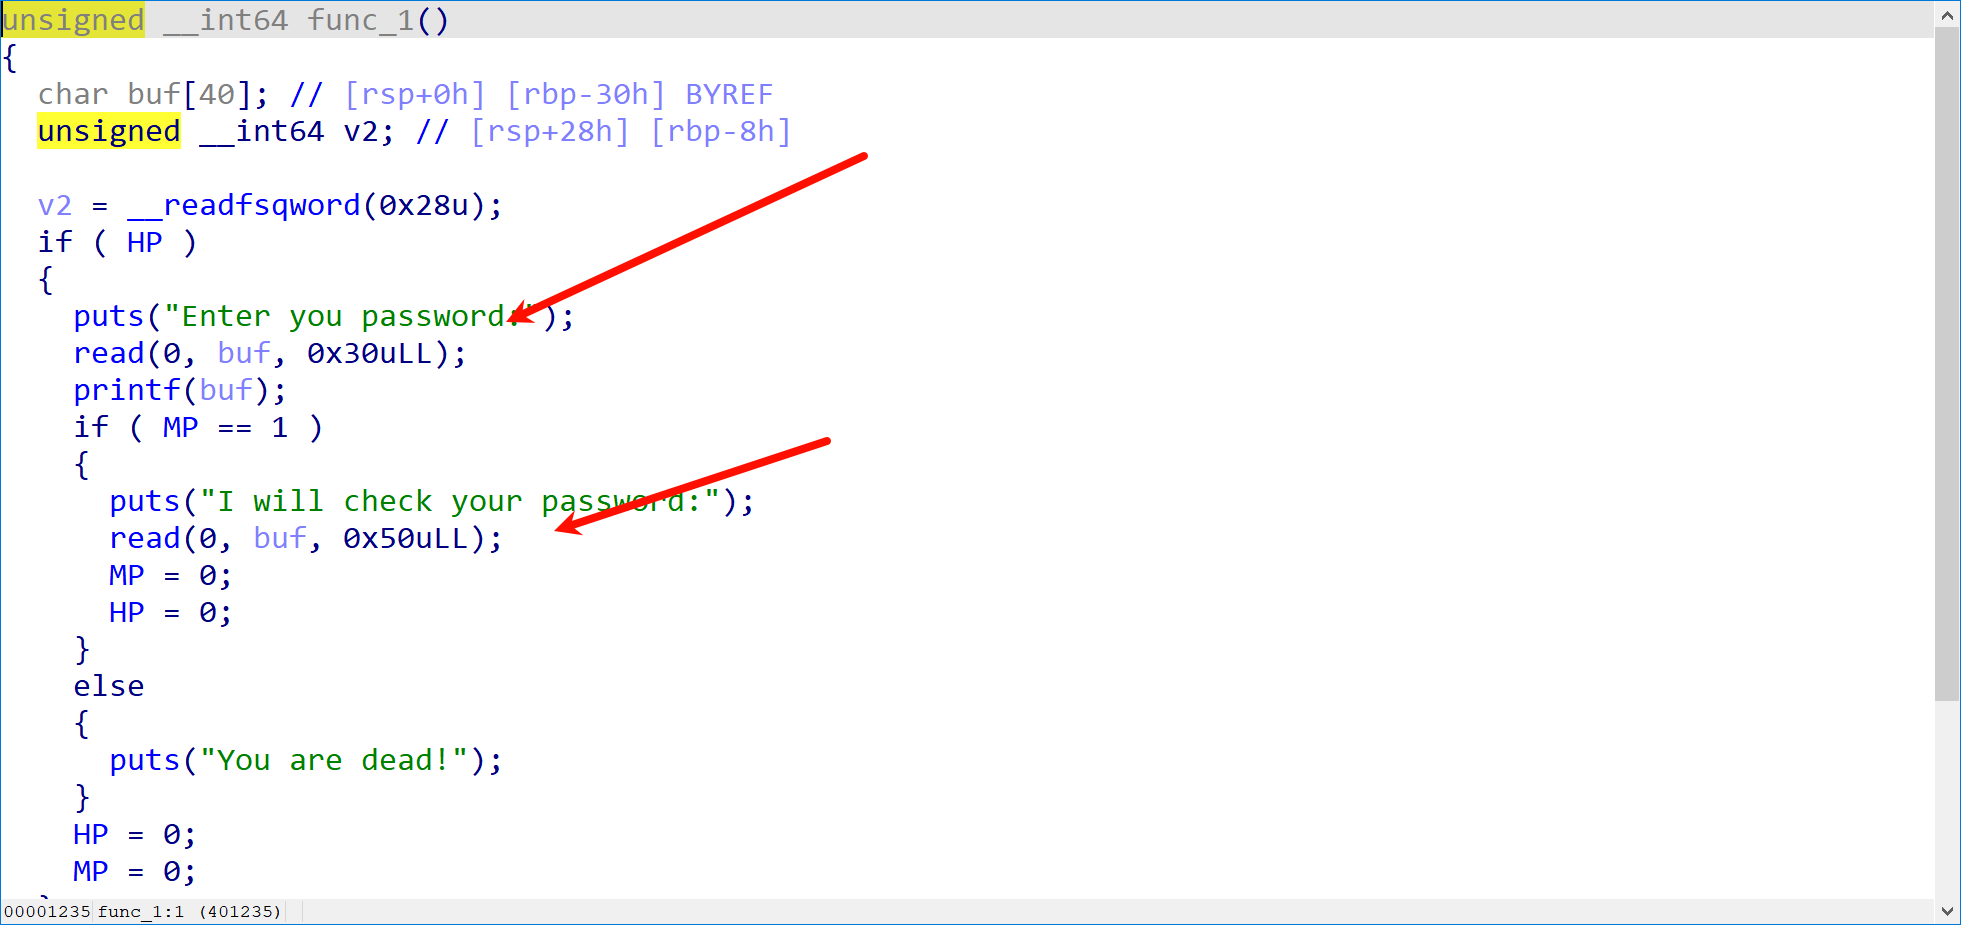 unsigned __int64 func_1()
{
  char buf[40]; // [rsp+0h] [rbp-30h] BYREF
  unsigned __int64 v2; // [rsp+28h] [rbp-8h]

  v2 = __readfsqword(0x28u);
  if ( HP )
  {
    puts("Enter you password:");
    read(0, buf, 0x30uLL);
    printf(buf);
    if ( MP == 1 )
    {
      puts("I will check your password:");
      read(0, buf, 0x50uLL);
      MP = 0;
      HP = 0;
    }
    else
    {
      puts("You are dead!");
    }
    HP = 0;
    MP = 0;
  }
00001235 func_1:1 (401235)